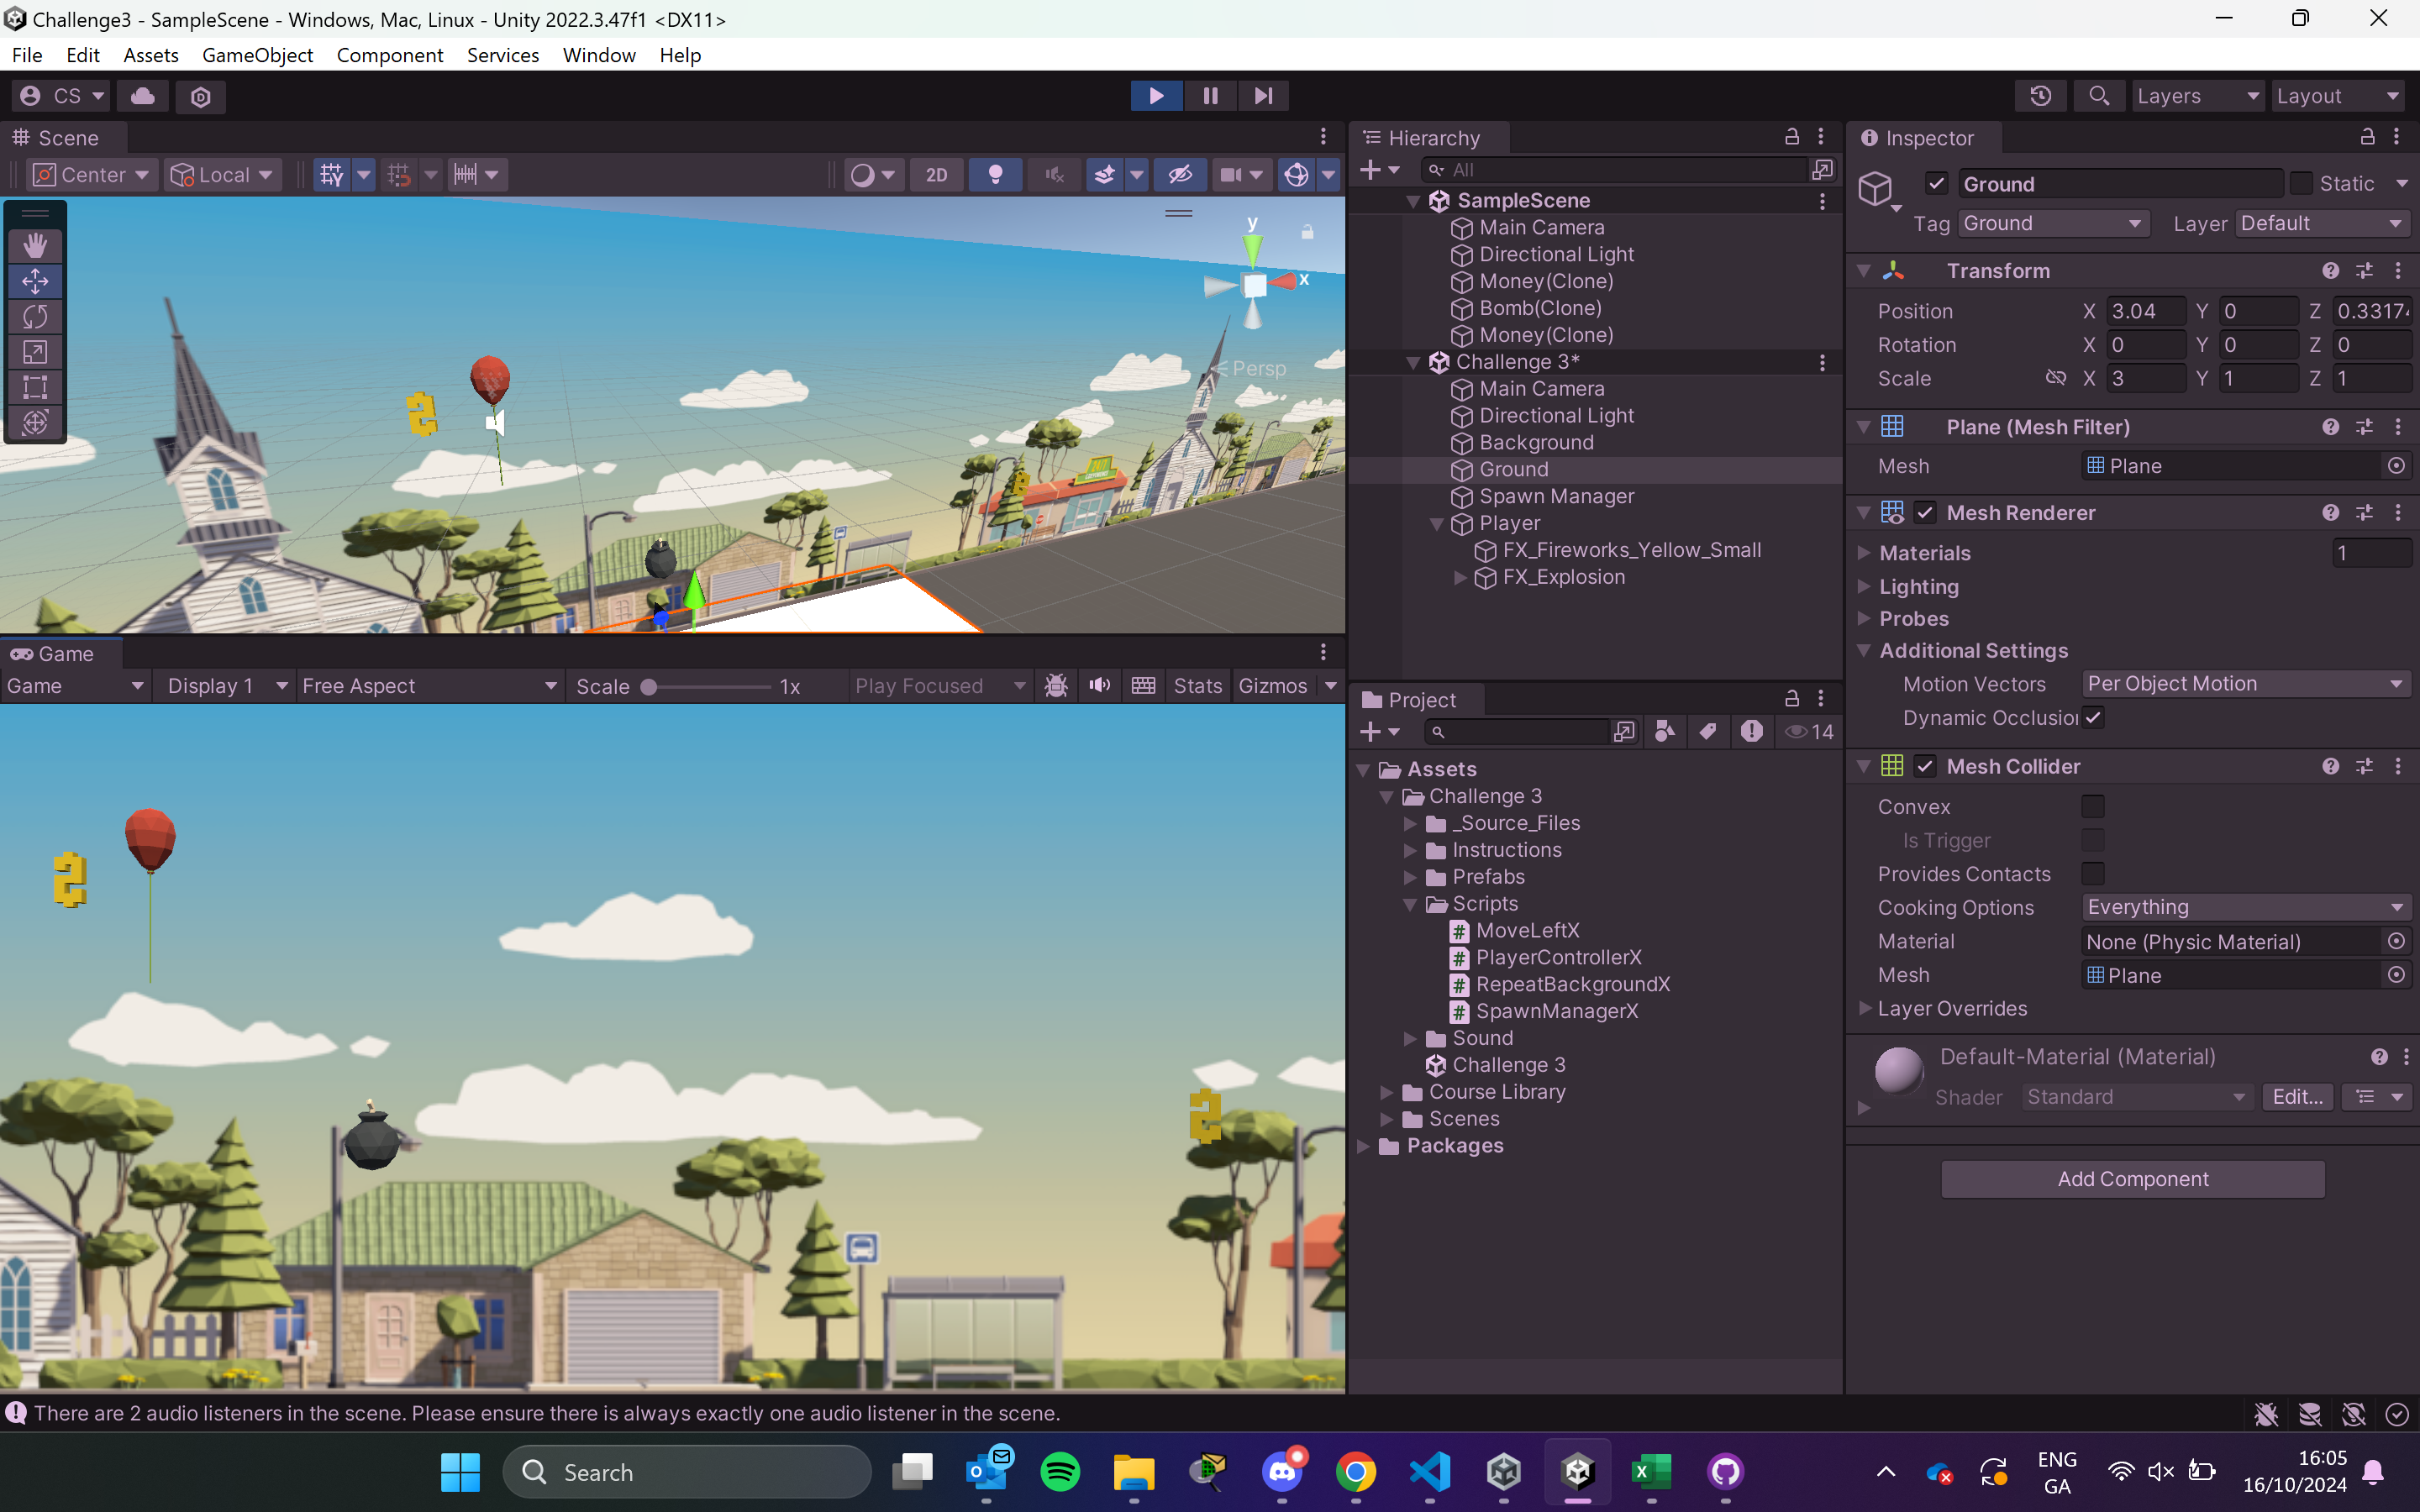 Challenge3 - SampleScene - Windows, Mac, Linux - Unity 2022.3.47f1 <DX11>
File Edit Assets GameObject Component Services Window Help
CS
Layers
Layout
Scene
Center
Local
2D
y
x
Persp
Game
Game
Display 1
Free Aspect
Scale
1x
Play Focused
Stats
Gizmos
Hierarchy
All
SampleScene
Main Camera
Directional Light
Money(Clone)
Bomb(Clone)
Money(Clone)
Challenge 3*
Main Camera
Directional Light
Background
Ground
Spawn Manager
Player
FX_Fireworks_Yellow_Small
FX_Explosion
Project
14
Assets
Challenge 3
_Source_Files
Instructions
Prefabs
Scripts
MoveLeftX
PlayerControllerX
RepeatBackgroundX
SpawnManagerX
Sound
Challenge 3
Course Library
Scenes
Packages
Inspector
Ground
Static
Tag Ground
Layer Default
Transform
Position X 3.04 Y 0 Z 0.3317
Rotation X 0 Y 0 Z 0
Scale X 3 Y 1 Z 1
Plane (Mesh Filter)
Mesh Plane
Mesh Renderer
Materials 1
Lighting
Probes
Additional Settings
Motion Vectors Per Object Motion
Dynamic Occlusion
Mesh Collider
Convex
Is Trigger
Provides Contacts
Cooking Options Everything
Material None (Physic Material)
Mesh Plane
Layer Overrides
Default-Material (Material)
Shader Standard Edit...
Add Component
There are 2 audio listeners in the scene. Please ensure there is always exactly one audio listener in the scene.
Search
ENG
GA
16:05
16/10/2024